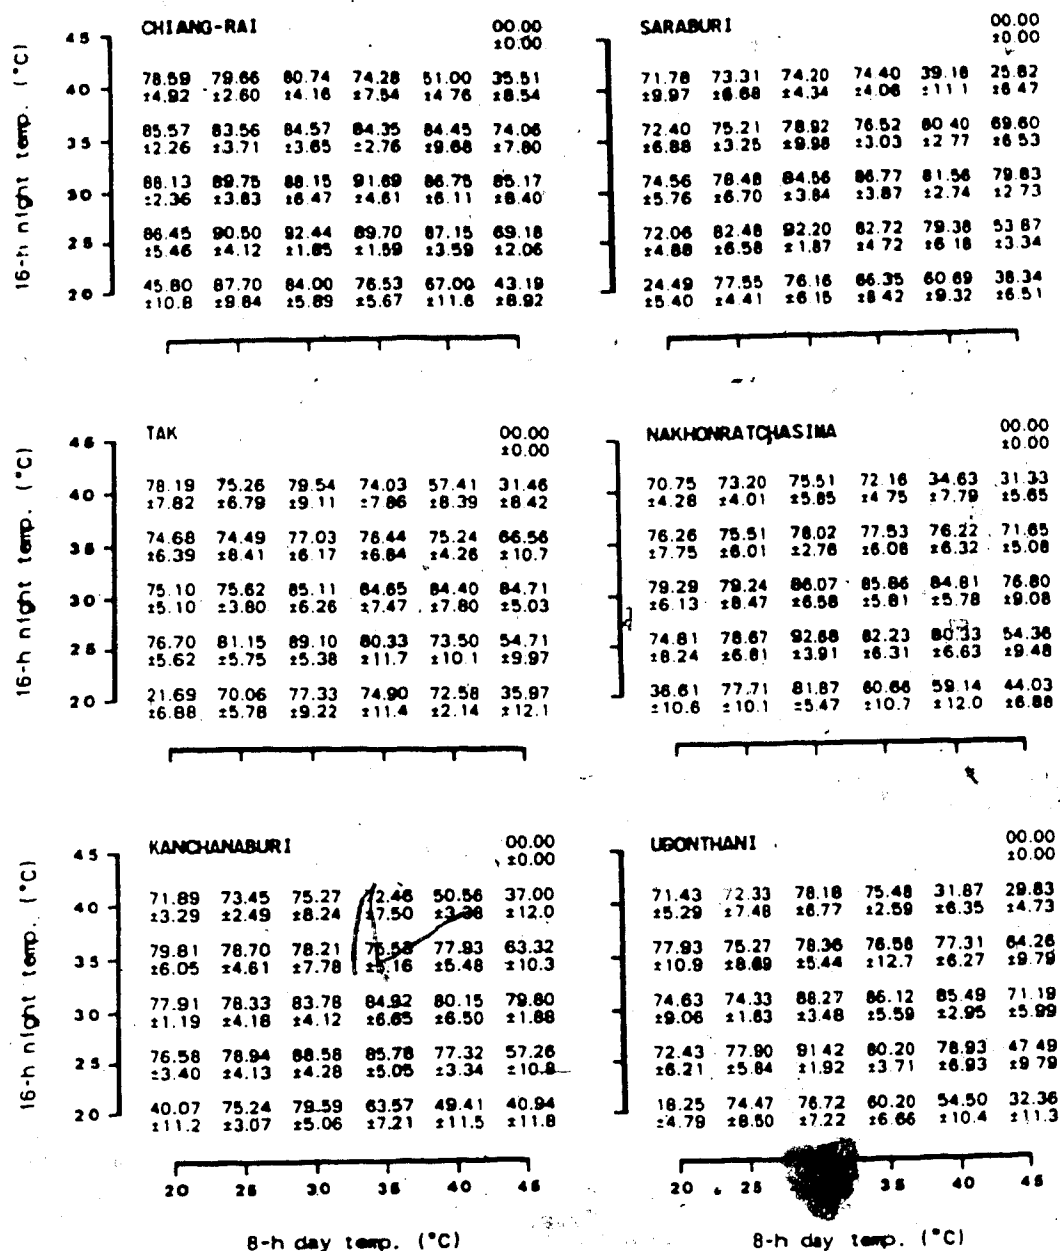 CHIANG-RAI 00.00
±0.00
78.59 79.66 80.74 74.28 51.00 35.51
±4.92 ±2.60 ±4.16 ±7.54 ±4.76 ±8.54
85.57 83.56 84.57 84.35 84.45 74.06
±2.26 ±3.71 ±3.65 ±2.76 ±9.68 ±7.80
88.13 89.75 88.15 91.69 86.75 85.17
±2.36 ±3.83 ±6.47 ±4.61 ±6.11 ±8.40
86.45 90.50 92.44 89.70 87.15 69.18
±5.46 ±4.12 ±1.85 ±1.59 ±3.59 ±2.06
45.80 87.70 84.00 76.53 67.00 43.19
±10.8 ±9.84 ±5.89 ±5.67 ±11.6 ±8.92
45
40
35
30
25
20
16-h night temp. (°C)
SARABURI 00.00
±0.00
71.78 73.31 74.20 74.40 39.18 25.82
±9.97 ±6.68 ±4.34 ±4.06 ±11.1 ±6.47
72.40 75.21 78.92 76.52 80.40 69.60
±6.88 ±3.25 ±9.98 ±3.03 ±2.77 ±6.53
74.56 78.48 84.56 86.77 81.56 79.83
±5.76 ±6.70 ±3.84 ±3.87 ±2.74 ±2.73
72.06 82.48 92.20 82.72 79.38 53.87
±4.88 ±6.58 ±1.87 ±4.72 ±6.18 ±3.34
24.49 77.55 76.16 66.35 60.69 38.34
±5.40 ±4.41 ±6.15 ±8.42 ±9.32 ±6.51
TAK 00.00
±0.00
78.19 75.26 79.54 74.03 57.41 31.46
±7.82 ±6.79 ±9.11 ±7.86 ±8.39 ±8.42
74.68 74.49 77.03 78.44 75.24 66.56
±6.39 ±8.41 ±6.17 ±6.84 ±4.26 ±10.7
75.10 75.62 85.11 84.65 84.40 84.71
±5.10 ±3.80 ±6.26 ±7.47 ±7.80 ±5.03
76.70 81.15 89.10 80.33 73.50 54.71
±5.62 ±5.75 ±5.38 ±11.7 ±10.1 ±9.97
21.69 70.06 77.33 74.90 72.58 35.97
±6.88 ±5.78 ±9.22 ±11.4 ±2.14 ±12.1
45
40
35
30
25
20
16-h night temp. (°C)
NAKHONRATCHASIMA 00.00
±0.00
70.75 73.20 75.51 72.16 34.63 31.33
±4.28 ±4.01 ±5.85 ±4.75 ±7.79 ±5.65
76.26 75.51 78.02 77.53 76.22 71.65
±7.75 ±6.01 ±2.76 ±6.08 ±6.32 ±5.08
79.29 79.24 86.07 85.86 84.81 76.80
±6.13 ±8.47 ±6.58 ±5.81 ±5.78 ±9.08
74.81 78.67 92.68 82.23 80.33 54.36
±8.24 ±6.81 ±3.91 ±6.31 ±6.63 ±9.48
36.61 77.71 81.87 60.66 59.14 44.03
±10.6 ±10.1 ±5.47 ±10.7 ±12.0 ±6.88
KANCHANABURI 00.00
±0.00
71.89 73.45 75.27 72.46 50.56 37.00
±3.29 ±2.49 ±8.24 ±7.50 ±3.38 ±12.0
79.81 78.70 78.21 77.93 63.32
±6.05 ±4.61 ±7.78 ±5.16 ±5.48 ±10.3
77.91 78.33 83.78 84.92 80.15 79.80
±1.19 ±4.18 ±4.12 ±6.65 ±6.50 ±1.88
76.58 78.94 88.58 85.78 77.32 57.26
±3.40 ±4.13 ±4.28 ±5.05 ±3.34 ±10.8
40.07 75.24 79.59 63.57 49.41 40.94
±11.2 ±3.07 ±5.06 ±7.21 ±11.5 ±11.8
45
40
35
30
25
20
16-h night temp. (°C)
20 25 30 35 40 45
8-h day temp. (°C)
UDONTHANI 00.00
±0.00
71.43 72.33 78.18 75.48 31.87 29.83
±5.29 ±7.48 ±6.77 ±2.59 ±6.35 ±4.73
77.93 75.27 78.36 76.58 77.31 64.26
±10.9 ±8.69 ±5.44 ±12.7 ±6.27 ±9.79
74.63 74.33 88.27 86.12 85.49 71.19
±9.06 ±1.63 ±3.48 ±5.59 ±2.95 ±5.99
72.43 77.90 91.42 80.20 78.93 47.49
±6.21 ±5.84 ±1.92 ±3.71 ±6.93 ±9.79
18.25 74.47 76.72 60.20 54.50 32.36
±4.79 ±8.50 ±7.22 ±6.66 ±10.4 ±11.3
20 25 35 40 45
8-h day temp. (°C)